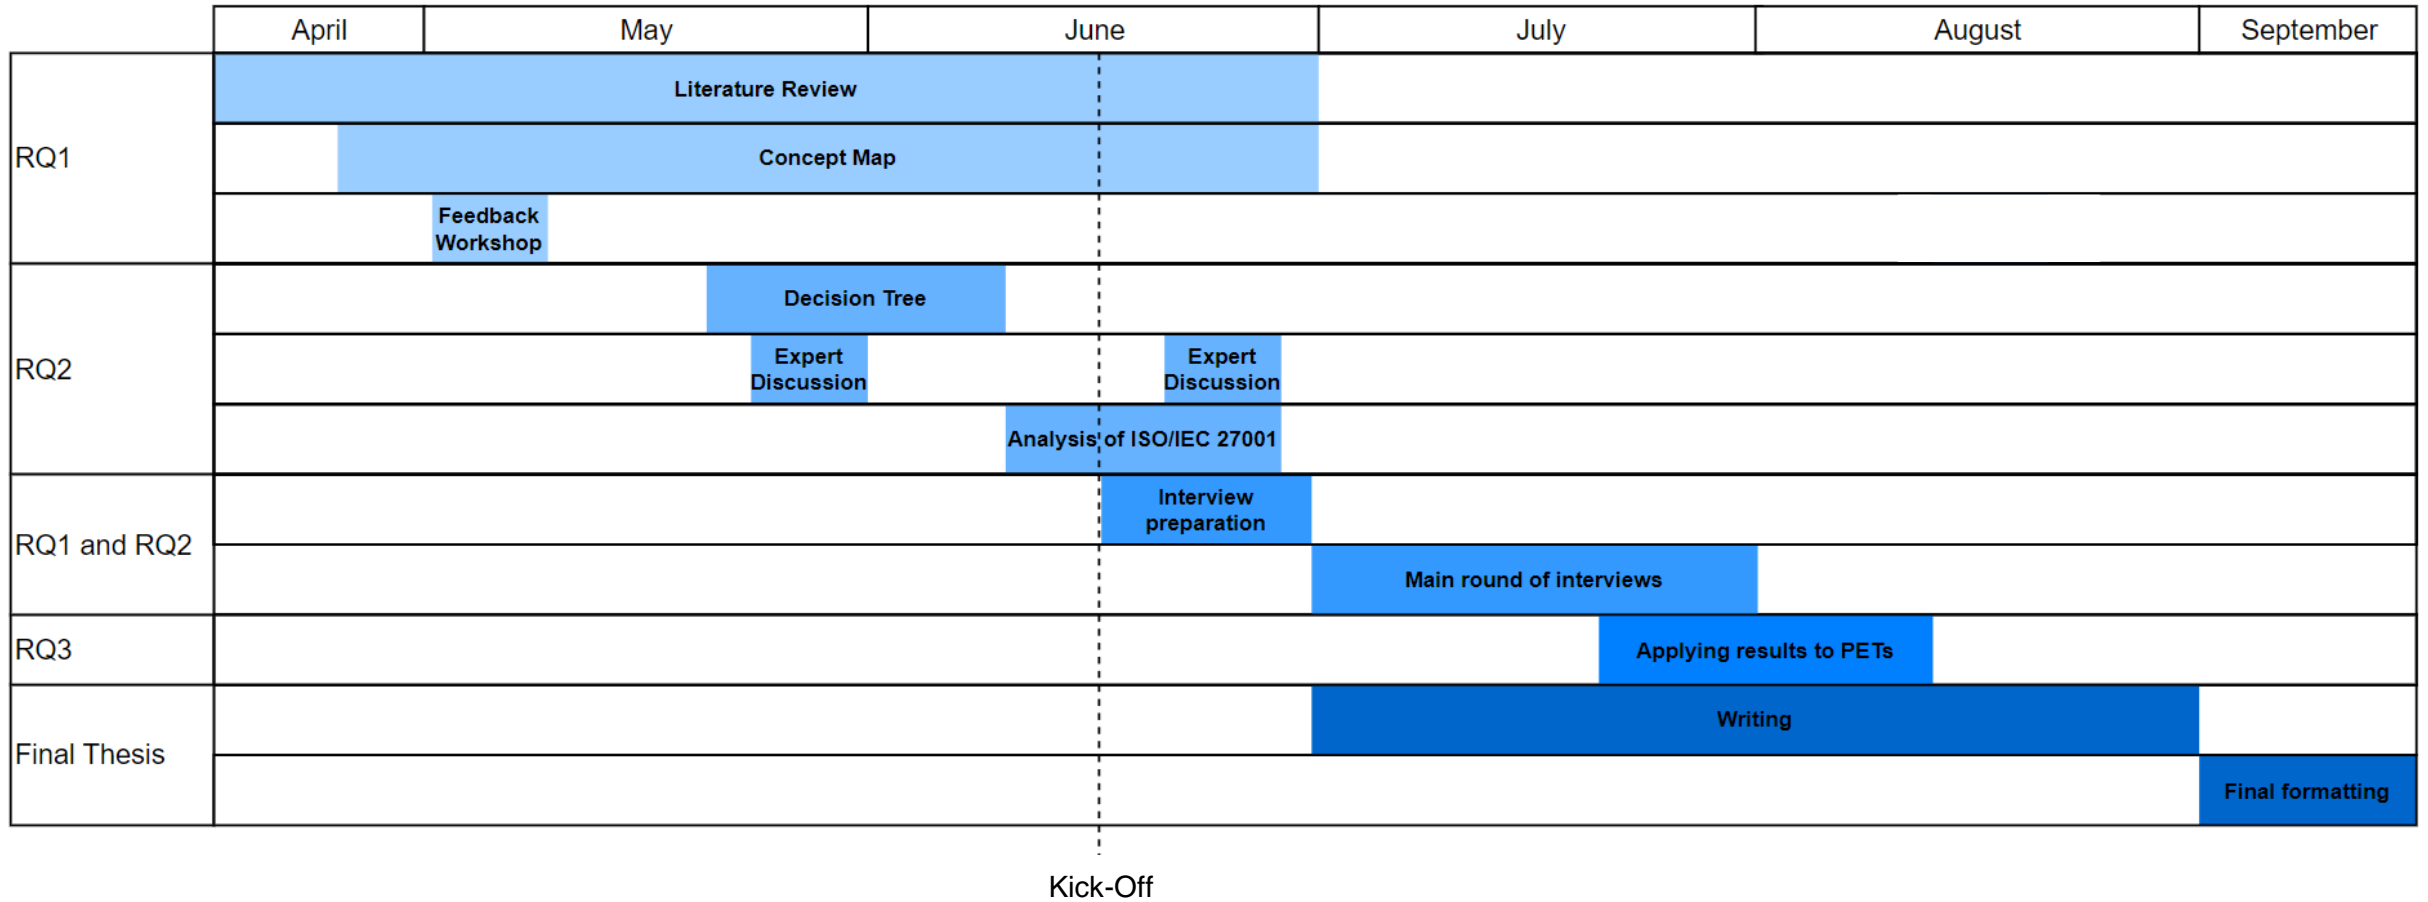 April
May
June
July
August
September
RQ1
Literature Review
Concept Map
Feedback
Workshop
RQ2
Decision Tree
Expert
Discussion
Expert
Discussion
Analysis of ISO/IEC 27001
RQ1 and RQ2
Interview
preparation
Main round of interviews
RQ3
Applying results to PETs
Final Thesis
Writing
Final formatting
Kick-Off